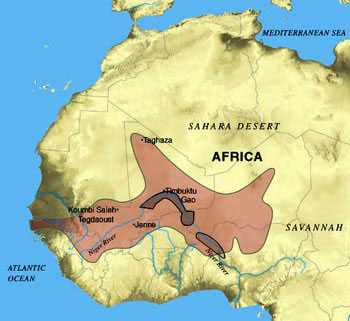 MEDITERRANEAN SEA
SAHARA DESERT
Taghaza
AFRICA
Timbuktu
Gao
Koumbi Saleh
Tegdaoust
Jenne
SAVANNAH
Niger River
Niger River
ATLANTIC
OCEAN